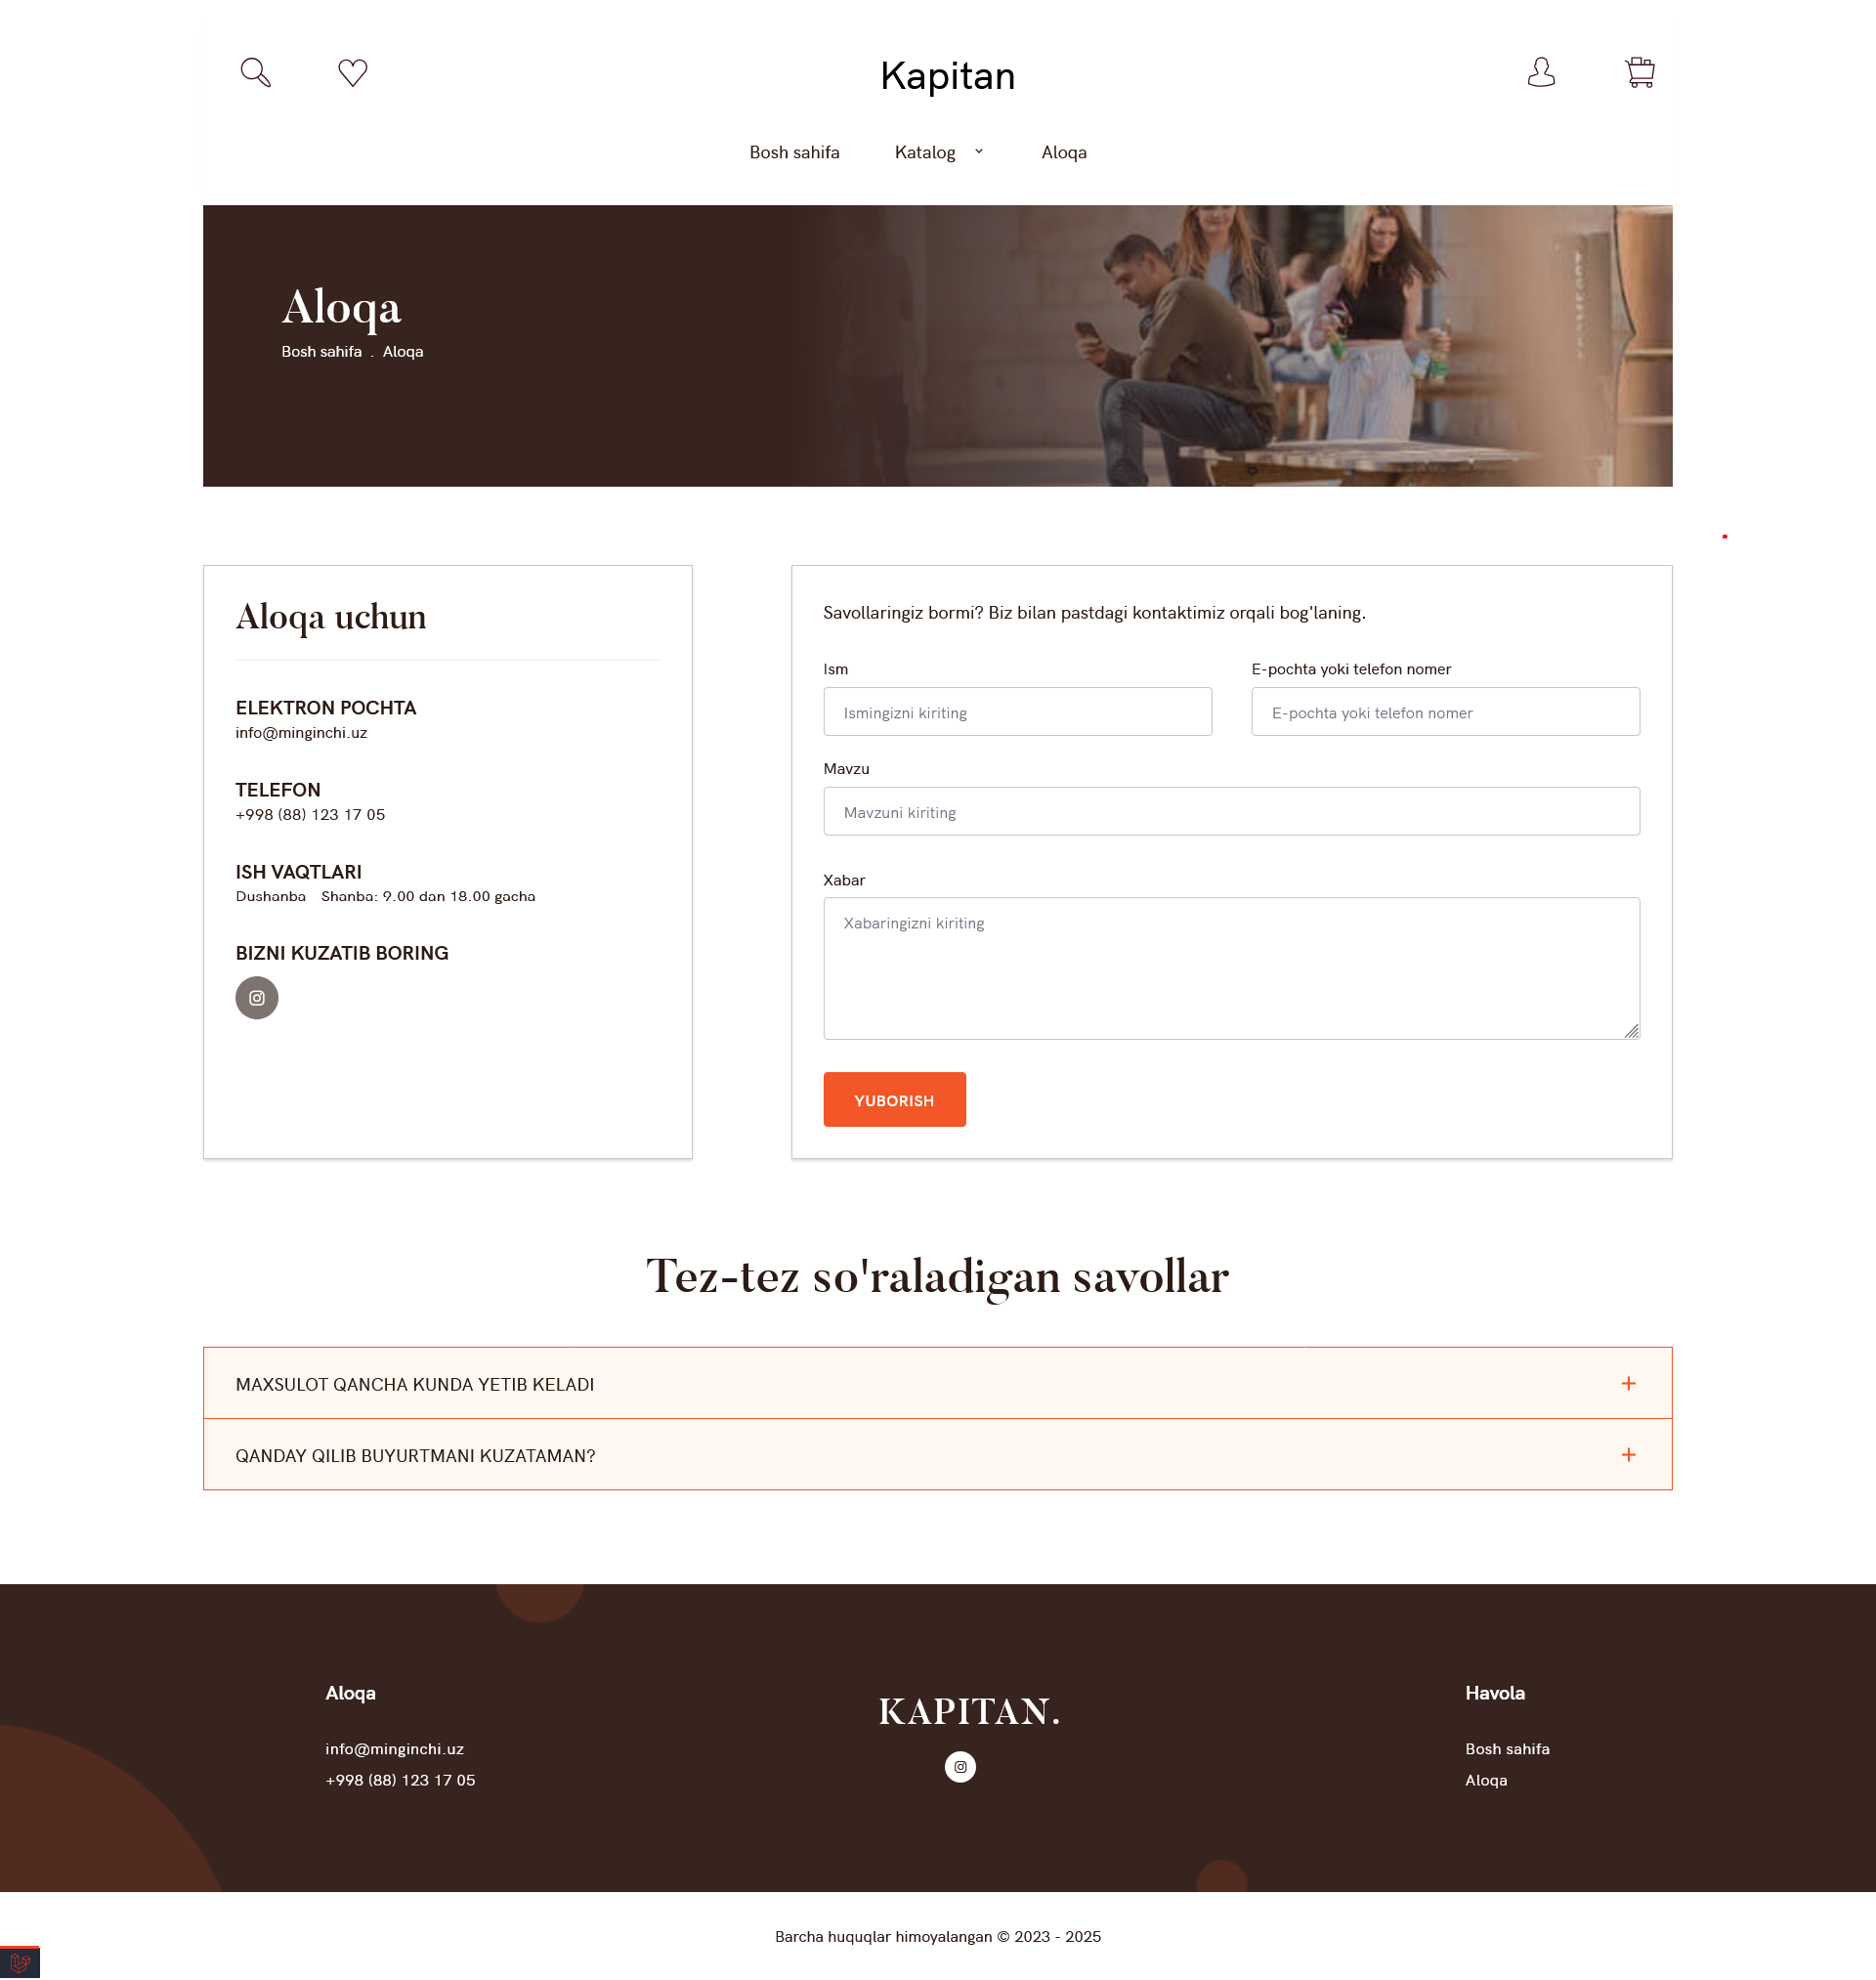 Kapitan
Bosh sahifa Katalog Aloqa
Aloqa
Bosh sahifa . Aloqa
Aloqa uchun
ELEKTRON POCHTA
info@minginchi.uz
TELEFON
+998 (88) 123 17 05
ISH VAQTLARI
Dushanba Shanba: 9.00 dan 18.00 gacha
BIZNI KUZATIB BORING
Savollaringiz bormi? Biz bilan pastdagi kontaktimiz orqali bog'laning.
Ism
Ismingizni kiriting
E-pochta yoki telefon nomer
E-pochta yoki telefon nomer
Mavzu
Mavzuni kiriting
Xabar
Xabaringizni kiriting
YUBORISH
Tez-tez so'raladigan savollar
MAXSULOT QANCHA KUNDA YETIB KELADI
QANDAY QILIB BUYURTMANI KUZATAMAN?
Aloqa
info@minginchi.uz
+998 (88) 123 17 05
KAPITAN.
Havola
Bosh sahifa
Aloqa
Barcha huquqlar himoyalangan © 2023 - 2025